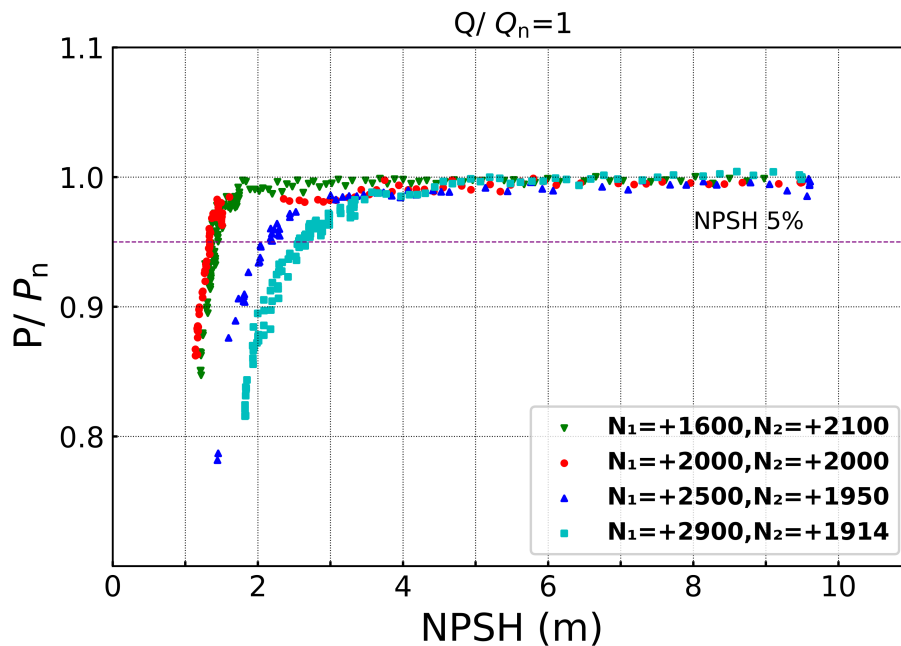 Q/ Qₙ=1
1.1
1.0
0.9
0.8
P/ Pₙ
NPSH 5%
N₁=+1600,N₂=+2100
N₁=+2000,N₂=+2000
N₁=+2500,N₂=+1950
N₁=+2900,N₂=+1914
0 2 4 6 8 10
NPSH (m)